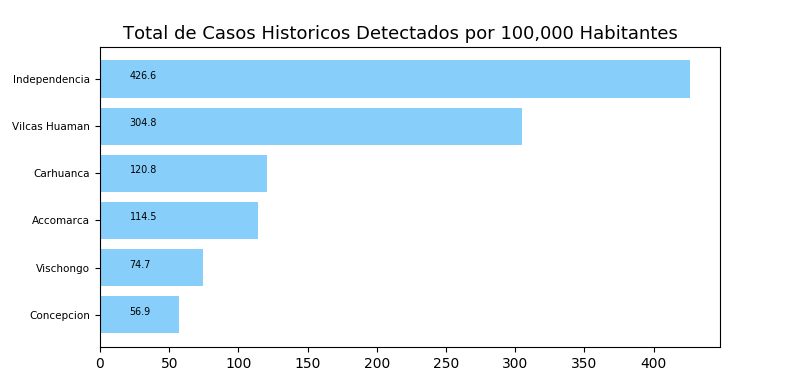 Total de Casos Historicos Detectados por 100,000 Habitantes
Independencia 426.6
Vilcas Huaman 304.8
Carhuanca 120.8
Accomarca 114.5
Vischongo 74.7
Concepcion 56.9
0 50 100 150 200 250 300 350 400